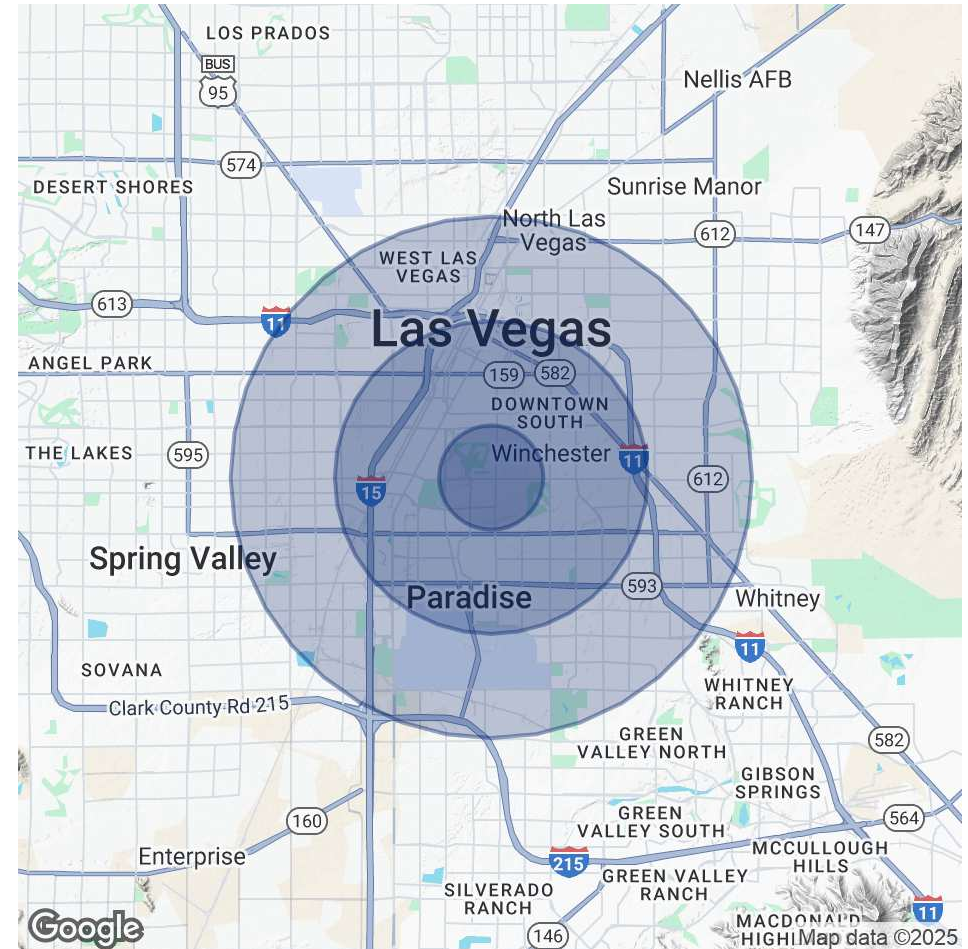 LOS PRADOS
BUS
95
Nellis AFB
574
DESERT SHORES
Sunrise Manor
North Las
Vegas
612
147
WEST LAS
VEGAS
613
11
Las Vegas
ANGEL PARK
159
582
DOWNTOWN
SOUTH
THE LAKES
595
Winchester
11
15
612
Spring Valley
593
Paradise
Whitney
11
SOVANA
WHITNEY
RANCH
Clark County Rd 215
GREEN
VALLEY NORTH
582
GIBSON
SPRINGS
160
GREEN
VALLEY SOUTH
564
Enterprise
215
MCCULLOUGH
HILLS
GREEN VALLEY
RANCH
SILVERADO
RANCH
11
146
MACDONALD
Google
Map data ©2025